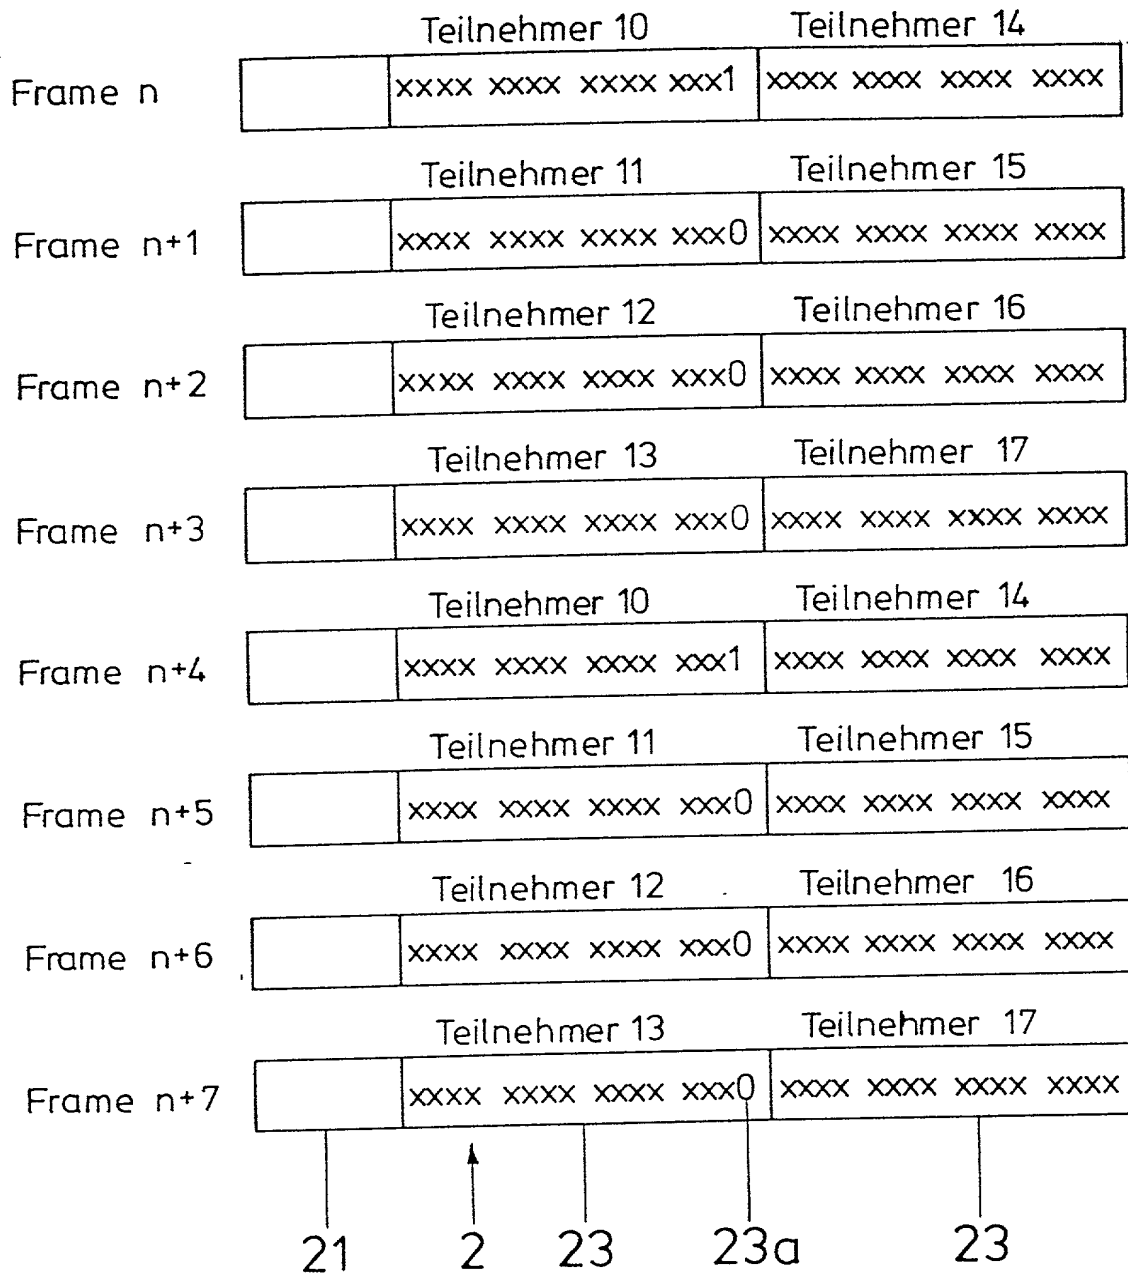 Teilnehmer 10 Teilnehmer 14
Frame n xxxx xxxx xxxx xxx1 xxxx xxxx xxxx xxxx
Teilnehmer 11 Teilnehmer 15
Frame n+1 xxxx xxxx xxxx xxx0 xxxx xxxx xxxx xxxx
Teilnehmer 12 Teilnehmer 16
Frame n+2 xxxx xxxx xxxx xxx0 xxxx xxxx xxxx xxxx
Teilnehmer 13 Teilnehmer 17
Frame n+3 xxxx xxxx xxxx xxx0 xxxx xxxx xxxx xxxx
Teilnehmer 10 Teilnehmer 14
Frame n+4 xxxx xxxx xxxx xxx1 xxxx xxxx xxxx xxxx
Teilnehmer 11 Teilnehmer 15
Frame n+5 xxxx xxxx xxxx xxx0 xxxx xxxx xxxx xxxx
Teilnehmer 12 Teilnehmer 16
Frame n+6 xxxx xxxx xxxx xxx0 xxxx xxxx xxxx xxxx
Teilnehmer 13 Teilnehmer 17
Frame n+7 xxxx xxxx xxxx xxx0 xxxx xxxx xxxx xxxx
21 2 23 23a 23